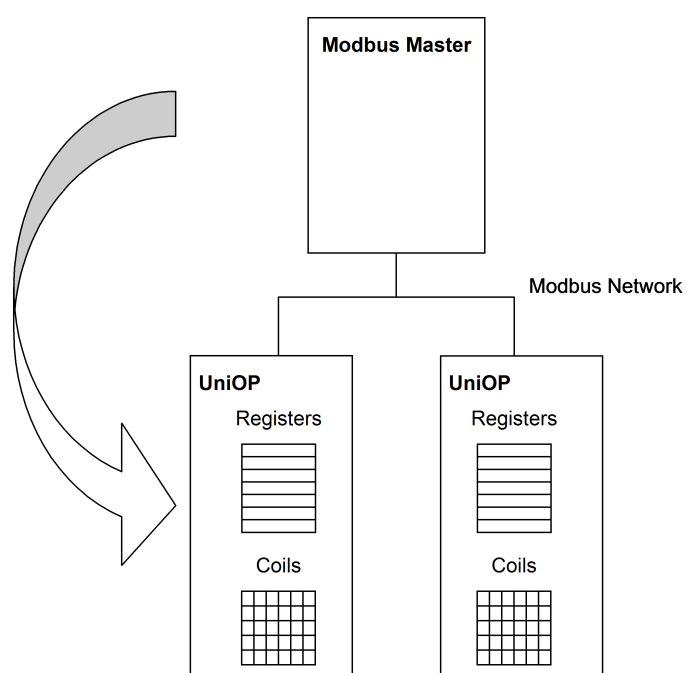 Modbus Master
Modbus Network
UniOP
Registers
Coils
UniOP
Registers
Coils